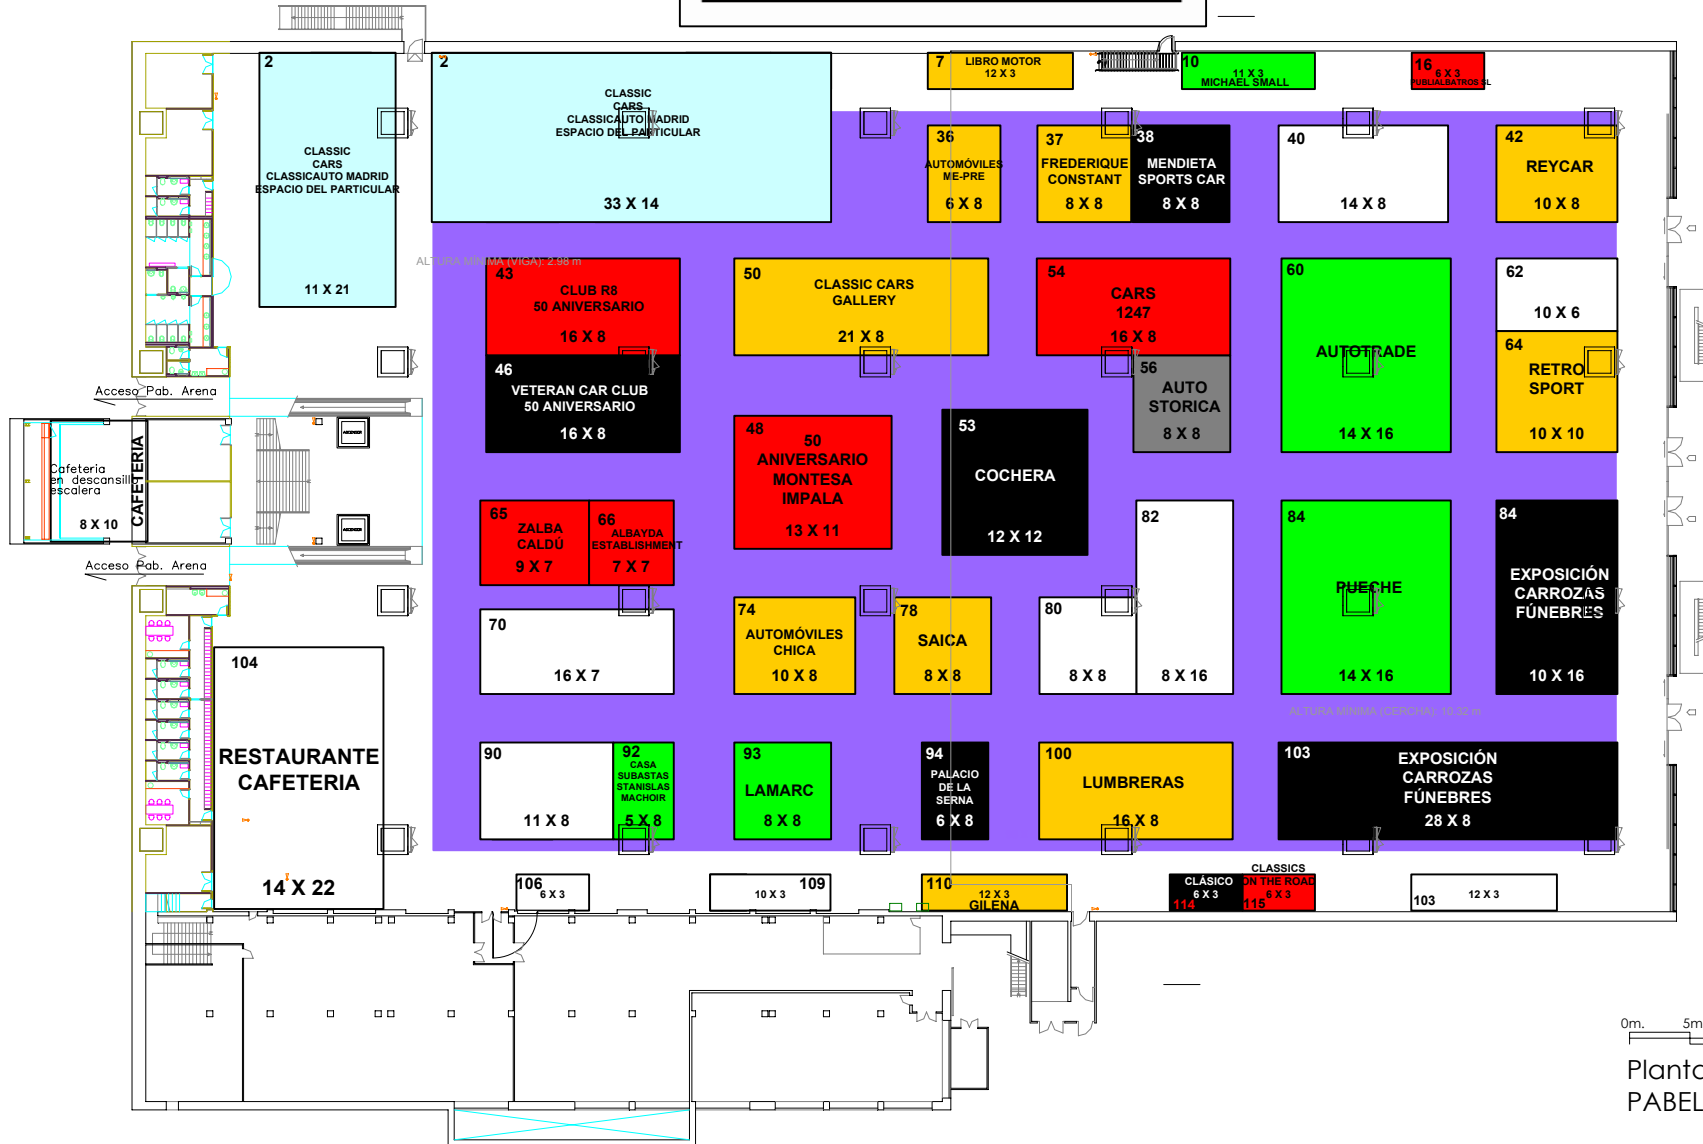 2
CLASSIC
CARS
CLASSICAUTO MADRID
ESPACIO DEL PARTICULAR
11 X 21
2
CLASSIC
CARS
CLASSICAUTO MADRID
ESPACIO DEL PARTICULAR
33 X 14
7
LIBRO MOTOR
12 X 3
10
11 X 3
MICHAEL SMALL
16
6 X 3
PUBLIALBATROS SL
36
AUTOMÓVILES
ME-PRE
6 X 8
37
FREDERIQUE
CONSTANT
8 X 8
38
MENDIETA
SPORTS CAR
8 X 8
40
14 X 8
42
REYCAR
10 X 8
ALTURA MÍNIMA (VIGA): 2.98 m
43
CLUB R8
50 ANIVERSARIO
16 X 8
46
VETERAN CAR CLUB
50 ANIVERSARIO
16 X 8
50
CLASSIC CARS
GALLERY
21 X 8
54
CARS
1247
16 X 8
56
AUTO
STORICA
8 X 8
60
AUTOTRADE
14 X 16
62
10 X 6
64
RETRO
SPORT
10 X 10
Acceso Pab. Arena
Cafeteria
en descansillo
escalera
8 X 10
CAFETERIA
ASCENSOR
ASCENSOR
Acceso Pab. Arena
48
50
ANIVERSARIO
MONTESA
IMPALA
13 X 11
53
COCHERA
12 X 12
65
ZALBA
CALDÚ
9 X 7
66
ALBAYDA
ESTABLISHMENT
7 X 7
82
8 X 16
84
PUECHE
14 X 16
84
EXPOSICIÓN
CARROZAS
FÚNEBRES
10 X 16
70
16 X 7
74
AUTOMÓVILES
CHICA
10 X 8
78
SAICA
8 X 8
80
8 X 8
ALTURA MÍNIMA (CERCHA): 10.32 m
104
RESTAURANTE
CAFETERIA
14 X 22
90
11 X 8
92
CASA
SUBASTAS
STANISLAS
MACHOIR
5 X 8
93
LAMARC
8 X 8
94
PALACIO
DE LA
SERNA
6 X 8
100
LUMBRERAS
16 X 8
103
EXPOSICIÓN
CARROZAS
FÚNEBRES
28 X 8
106
6 X 3
109
10 X 3
110
12 X 3
GILENA
CLÁSICO
6 X 3
114
CLASSICS
ON THE ROAD
6 X 3
115
103
12 X 3
0m. 5m
Planta
PABEL